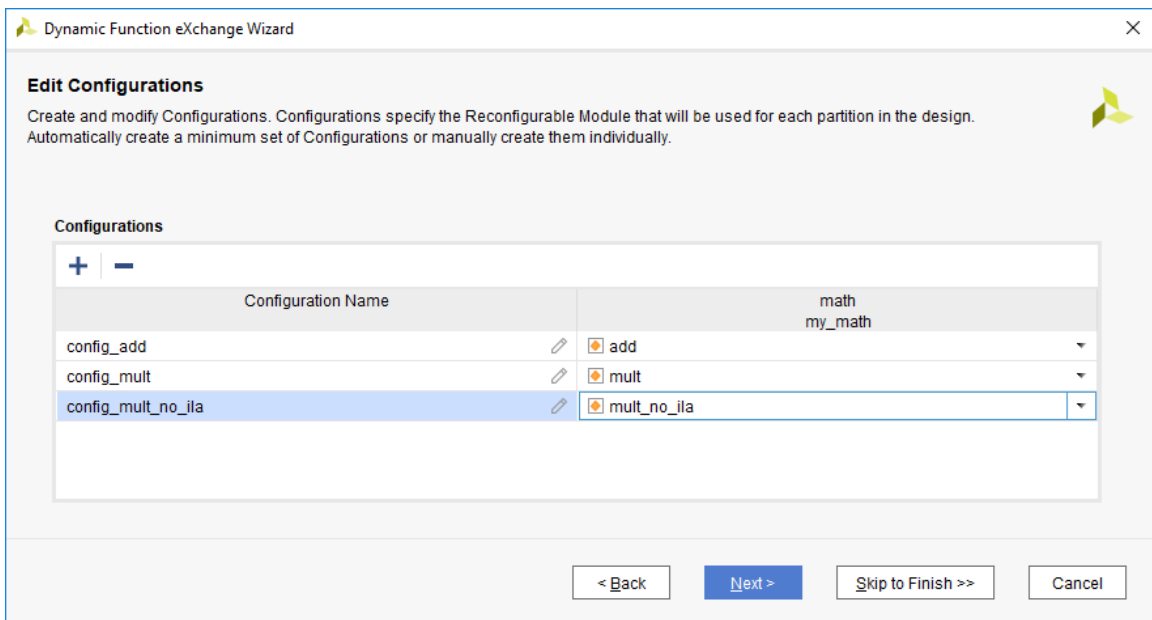 Dynamic Function eXchange Wizard
Edit Configurations
Create and modify Configurations. Configurations specify the Reconfigurable Module that will be used for each partition in the design.
Automatically create a minimum set of Configurations or manually create them individually.
Configurations
Configuration Name math
my_math
config_add add
config_mult mult
config_mult_no_ila mult_no_ila
< Back Next > Skip to Finish >> Cancel